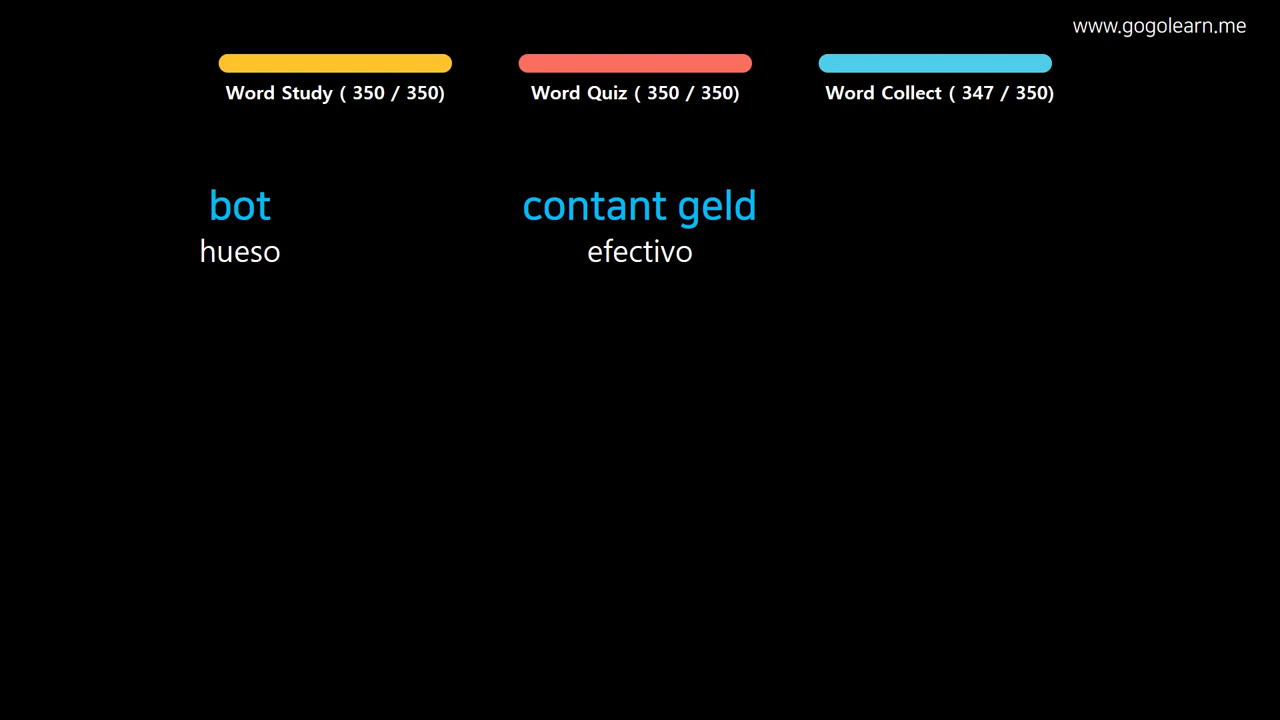 www.gogolearn.me
Word Study ( 350 / 350)
Word Quiz ( 350 / 350)
Word Collect ( 347 / 350)
bot
hueso
contant geld
efectivo